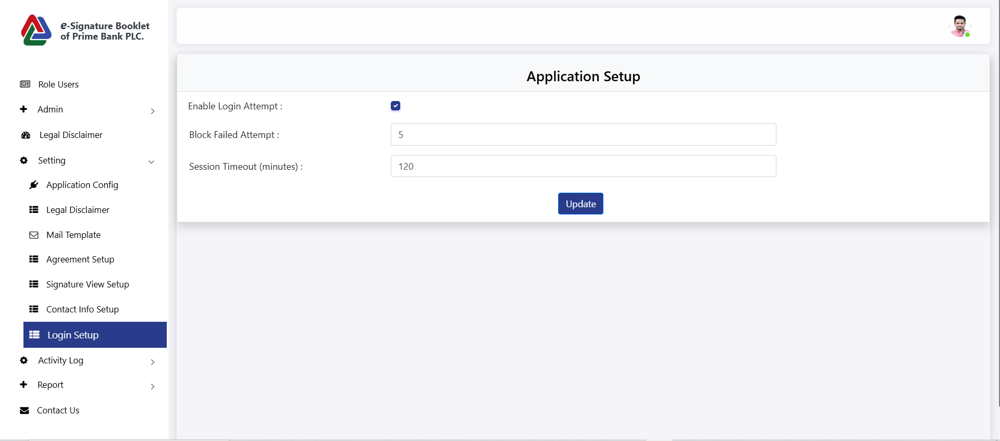 e-Signature Booklet
of Prime Bank PLC.
Role Users
Admin
Legal Disclaimer
Setting
Application Config
Legal Disclaimer
Mail Template
Agreement Setup
Signature View Setup
Contact Info Setup
Login Setup
Activity Log
Report
Contact Us
Application Setup
Enable Login Attempt :
Block Failed Attempt :
5
Session Timeout (minutes) :
120
Update